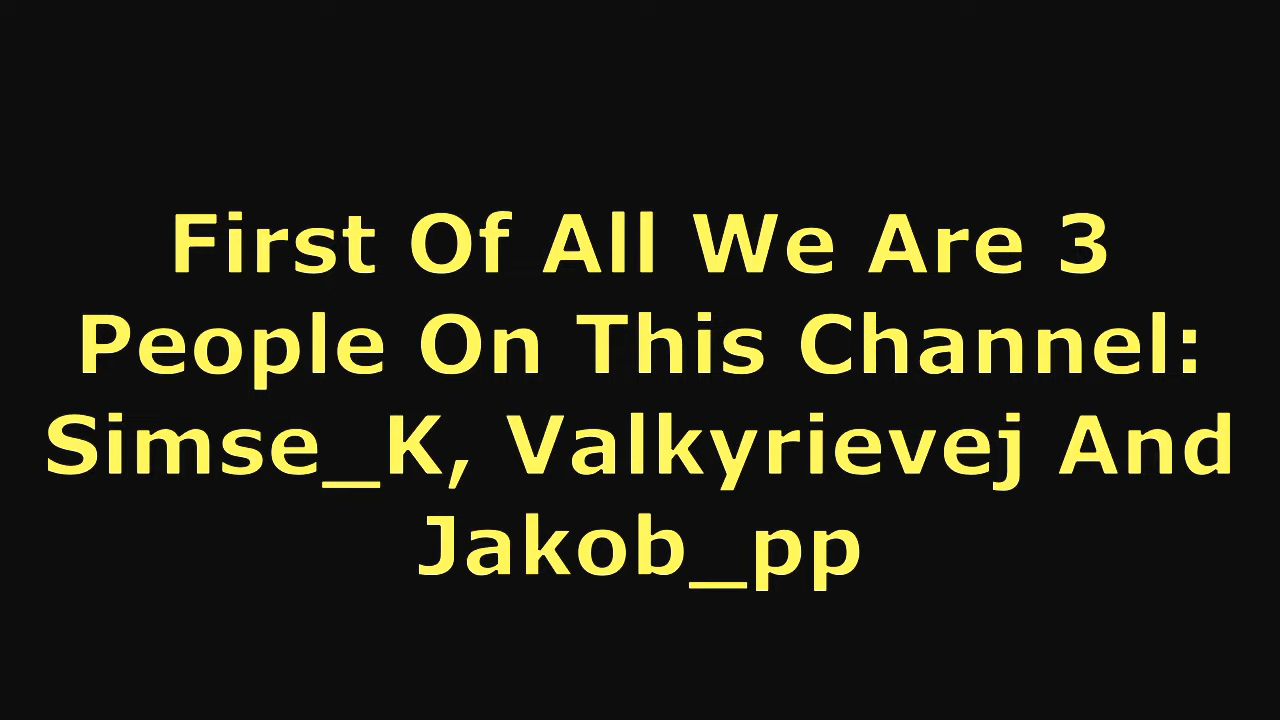 First Of All We Are 3
People On This Channel:
Simse_K, Valkyrievej And
Jakob_pp